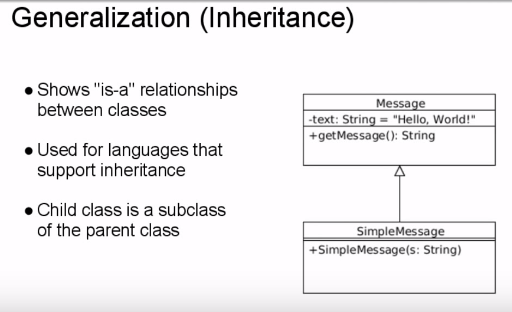 Generalization (Inheritance)
● Shows "is-a" relationships
between classes
● Used for languages that
support inheritance
● Child class is a subclass
of the parent class
Message
-text: String = "Hello, World!"
+getMessage(): String
SimpleMessage
+SimpleMessage(s: String)